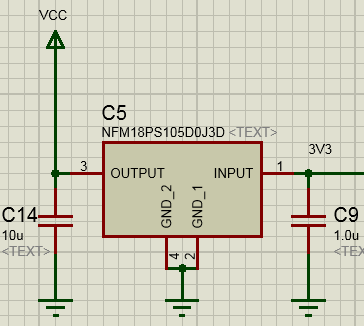 VCC
C5
NFM18PS105D0J3D <TEXT>
3 OUTPUT INPUT 1
3V3
GND_2
GND_1
4
2
C14
10u
<TEXT>
C9
1.0u
<TEX